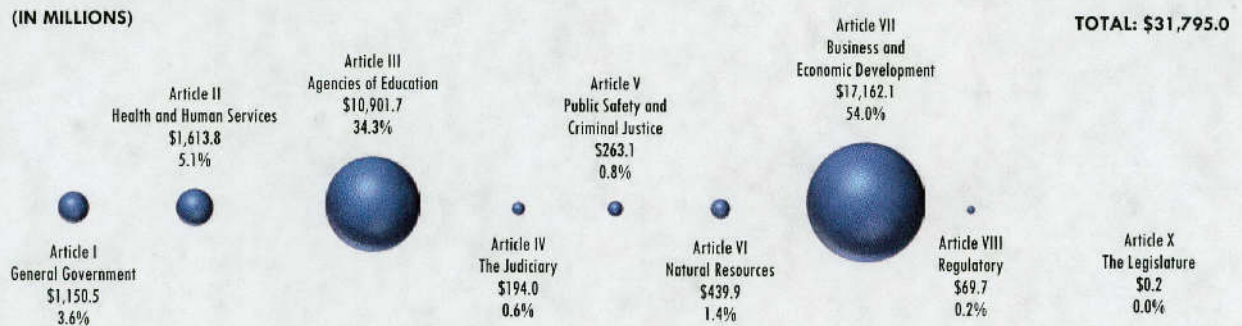 (IN MILLIONS)
TOTAL: $31,795.0
Article I
General Government
$1,150.5
3.6%
Article II
Health and Human Services
$1,613.8
5.1%
Article III
Agencies of Education
$10,901.7
34.3%
Article IV
The Judiciary
$194.0
0.6%
Article V
Public Safety and
Criminal Justice
$263.1
0.8%
Article VI
Natural Resources
$439.9
1.4%
Article VII
Business and
Economic Development
$17,162.1
54.0%
Article VIII
Regulatory
$69.7
0.2%
Article X
The Legislature
$0.2
0.0%